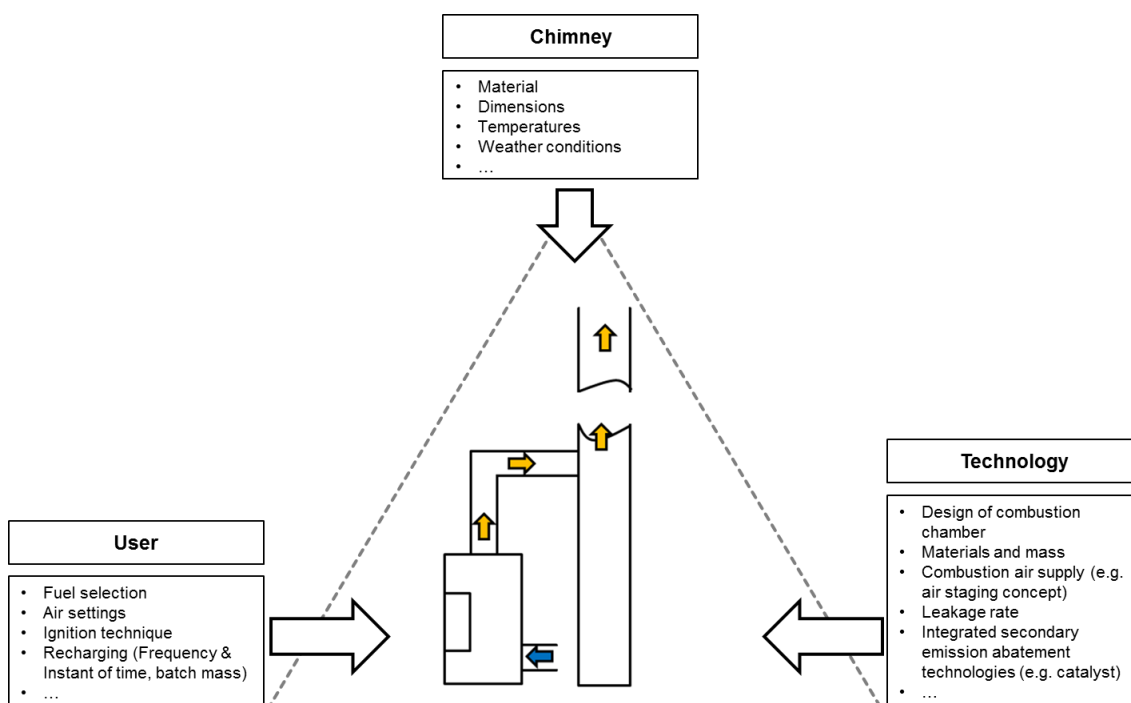 Chimney
• Material
• Dimensions
• Temperatures
• Weather conditions
• …
User
• Fuel selection
• Air settings
• Ignition technique
• Recharging (Frequency &
Instant of time, batch mass)
• …
Technology
• Design of combustion
chamber
• Materials and mass
• Combustion air supply (e.g.
air staging concept)
• Leakage rate
• Integrated secondary
emission abatement
technologies (e.g. catalyst)
• …